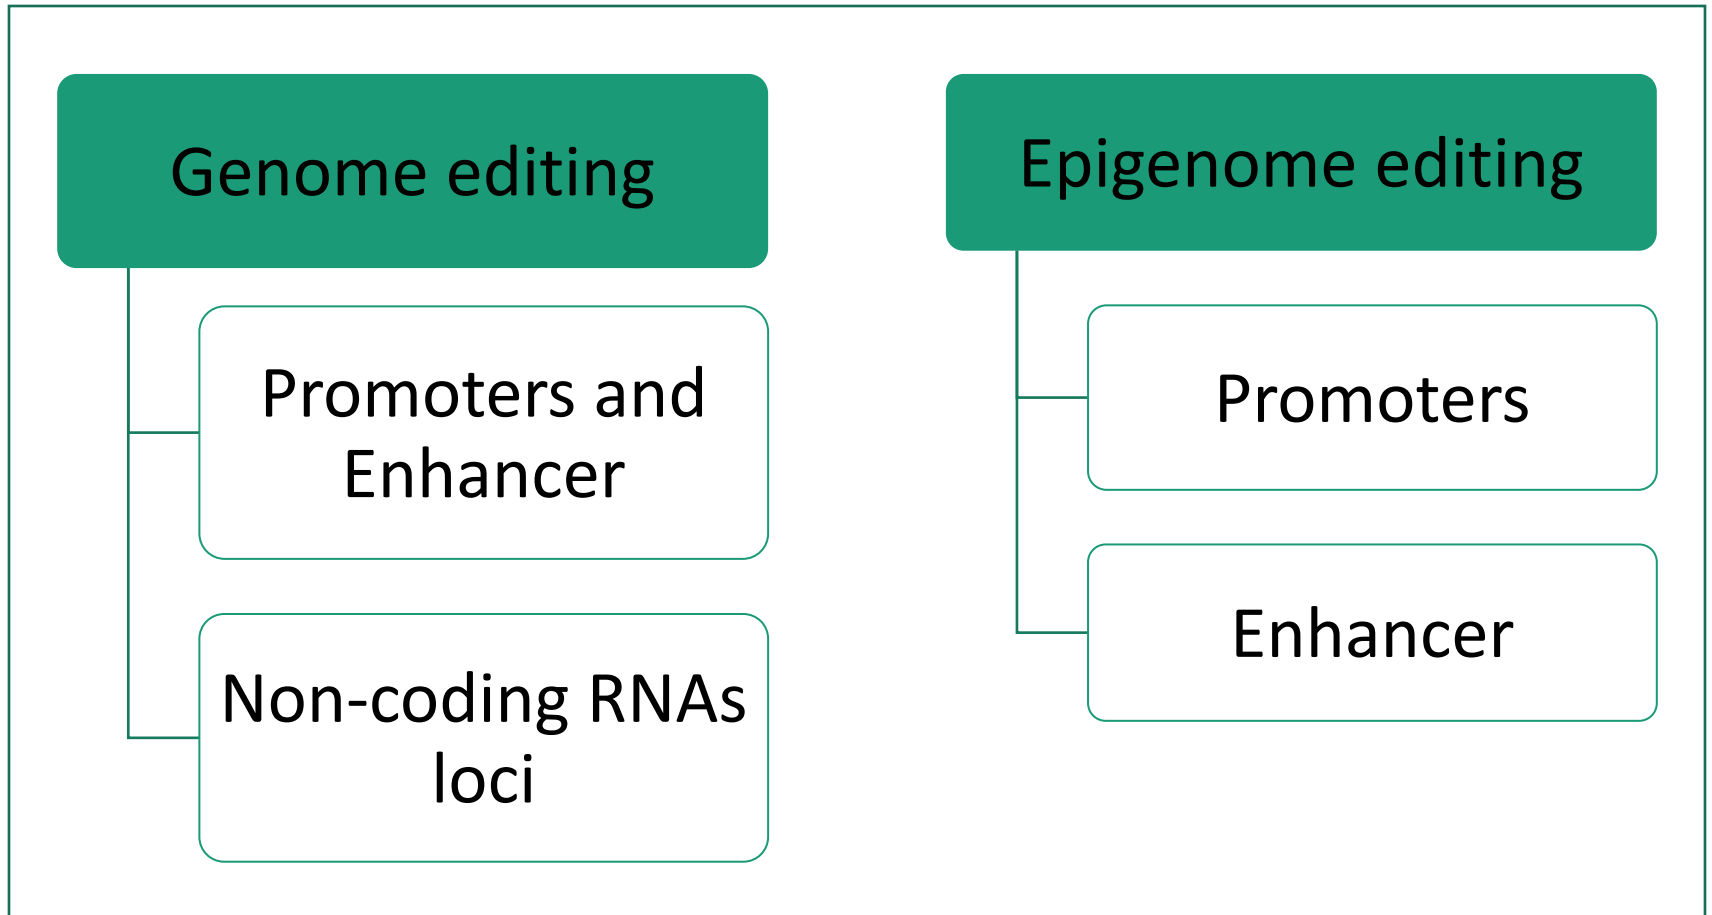 Genome editing
Promoters and
Enhancer
Non-coding RNAs
loci
Epigenome editing
Promoters
Enhancer